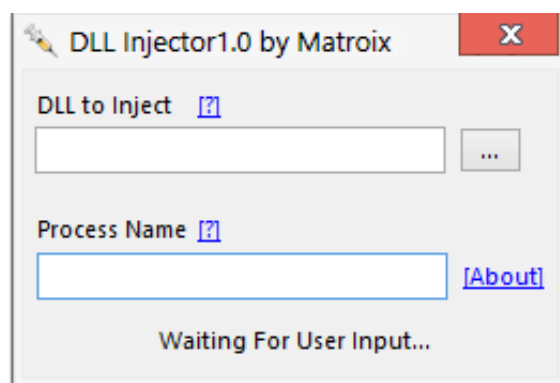 DLL Injector1.0 by Matroix
DLL to Inject [?]
...
Process Name [?]
[About]
Waiting For User Input...